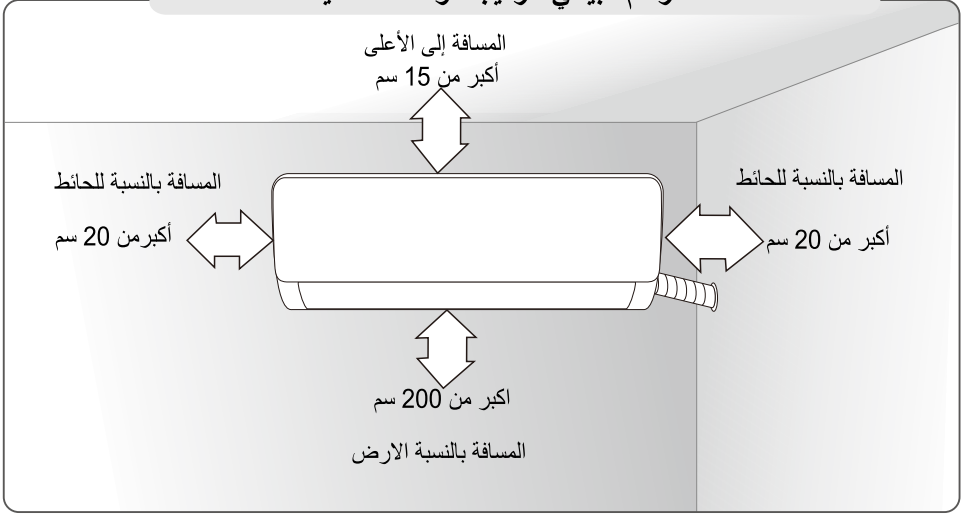 المسافة إلى الأعلى
أكبر من 15 سم
المسافة بالنسبة للحائط
أكبر من 20 سم
المسافة بالنسبة للحائط
أكبرمن 20 سم
اكبر من 200 سم
المسافة بالنسبة الارض